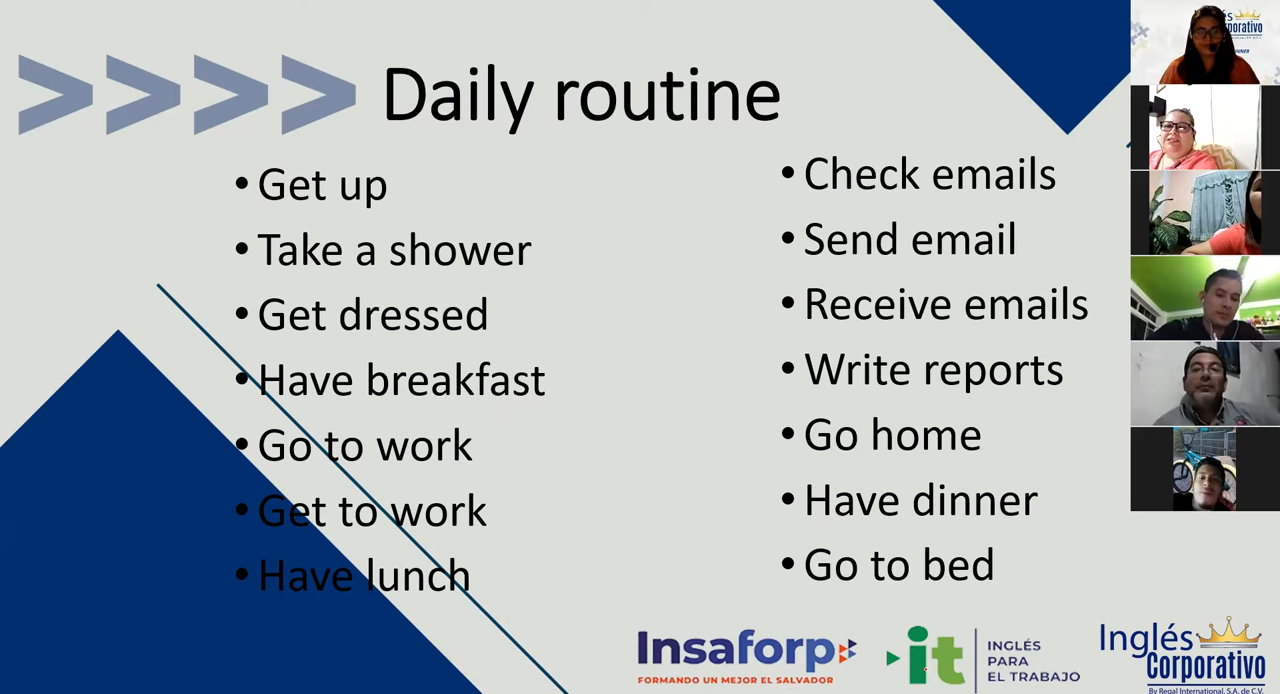 >>>> Daily routine
• Get up
• Take a shower
• Get dressed
• Have breakfast
• Go to work
• Get to work
• Have lunch
• Check emails
• Send email
• Receive emails
• Write reports
• Go home
• Have dinner
• Go to bed
Insaforp
FORMANDO UN MEJOR EL SALVADOR
it
INGLÉS
PARA
EL TRABAJO
Inglés
Corporativo
By Regal International, S.A. de C.V.